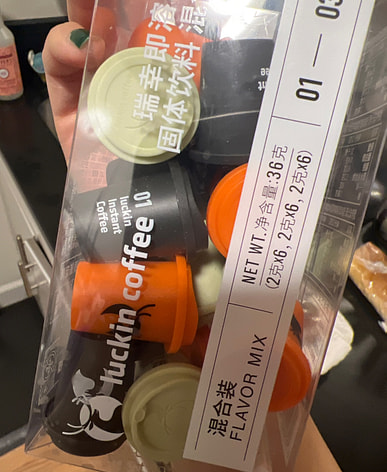 瑞幸即溶混
固体饮料
luckin coffee
01
luckin
Instant
Coffee
01 — 03
NET WT.净含量:36克
(2克x6, 2克x6, 2克x6)
混合装
FLAVOR MIX